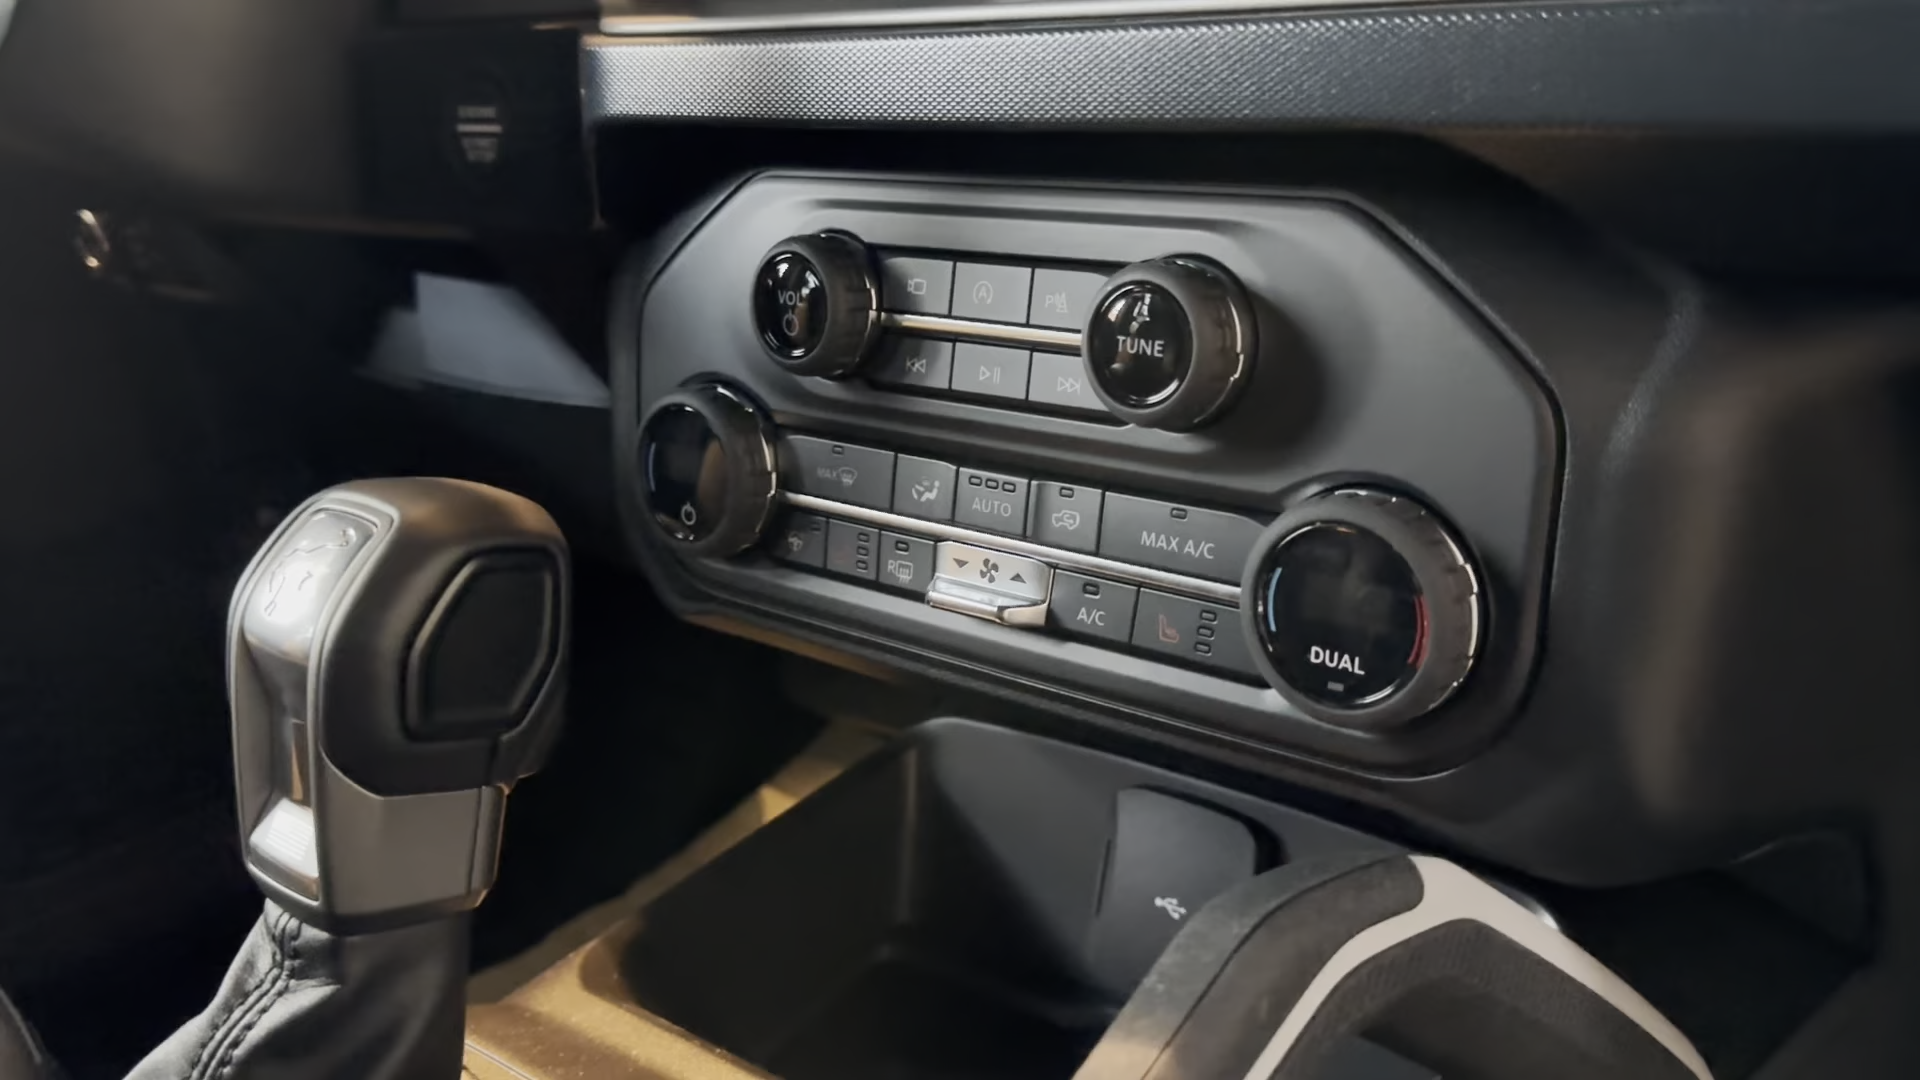 VOL
P
TUNE
MAX
AUTO
MAX A/C
R
A/C
DUAL